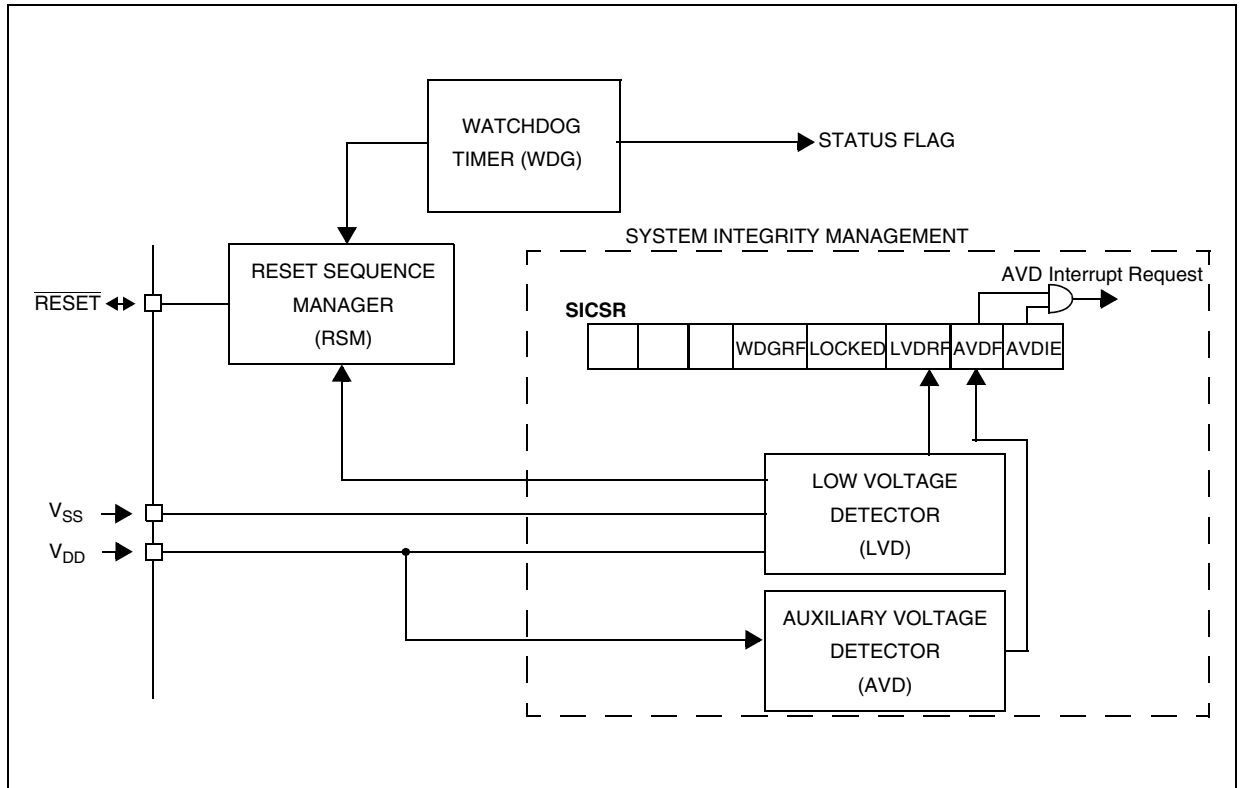 WATCHDOG
TIMER (WDG)
STATUS FLAG
SYSTEM INTEGRITY MANAGEMENT
RESET SEQUENCE
MANAGER
(RSM)
RESET
AVD Interrupt Request
SICSR
WDGRF LOCKED LVDRF AVDF AVDIE
LOW VOLTAGE
DETECTOR
(LVD)
VSS
VDD
AUXILIARY VOLTAGE
DETECTOR
(AVD)